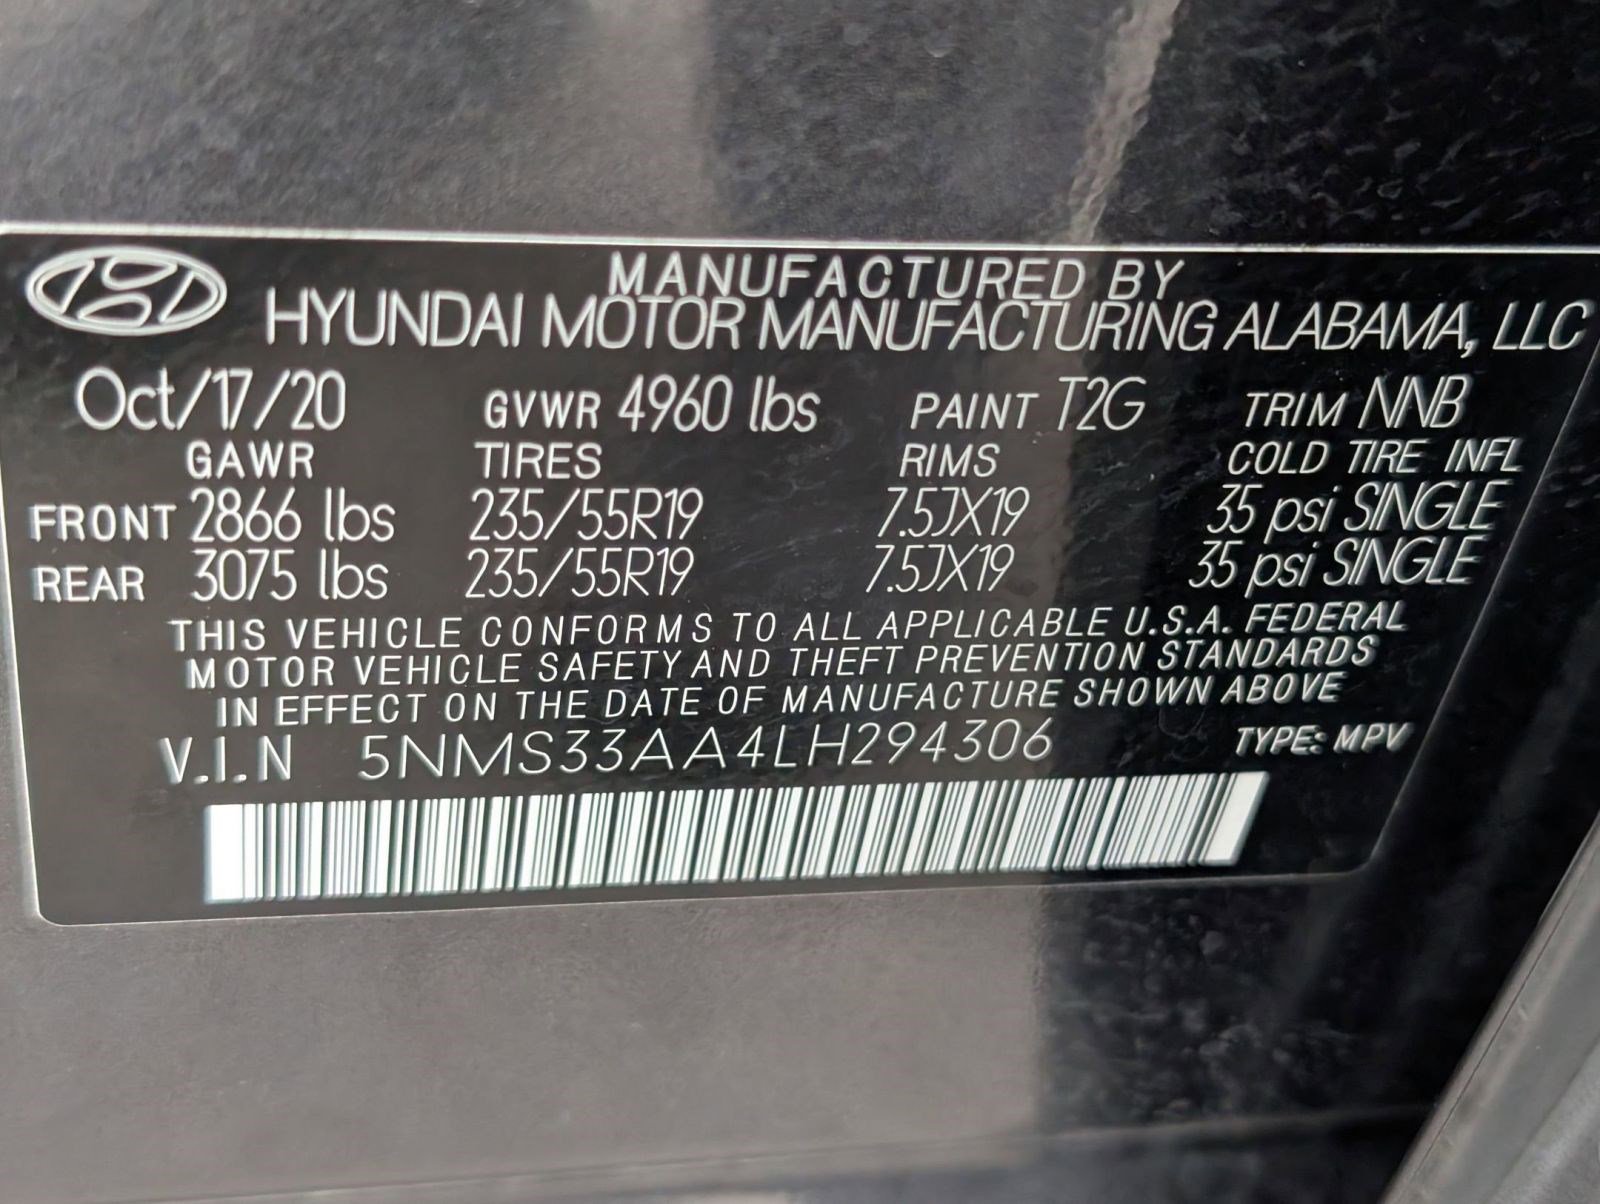 MANUFACTURED BY
HYUNDAI MOTOR MANUFACTURING ALABAMA, LLC
Oct/17/20 GVWR 4960 lbs PAINT T2G TRIM NNB
GAWR TIRES RIMS COLD TIRE INFL
FRONT 2866 lbs 235/55R19 7.5JX19 35 psi SINGLE
REAR 3075 lbs 235/55R19 7.5JX19 35 psi SINGLE
THIS VEHICLE CONFORMS TO ALL APPLICABLE U.S.A. FEDERAL
MOTOR VEHICLE SAFETY AND THEFT PREVENTION STANDARDS
IN EFFECT ON THE DATE OF MANUFACTURE SHOWN ABOVE
V.I.N 5NMS33AA4LH294306 TYPE: MPV